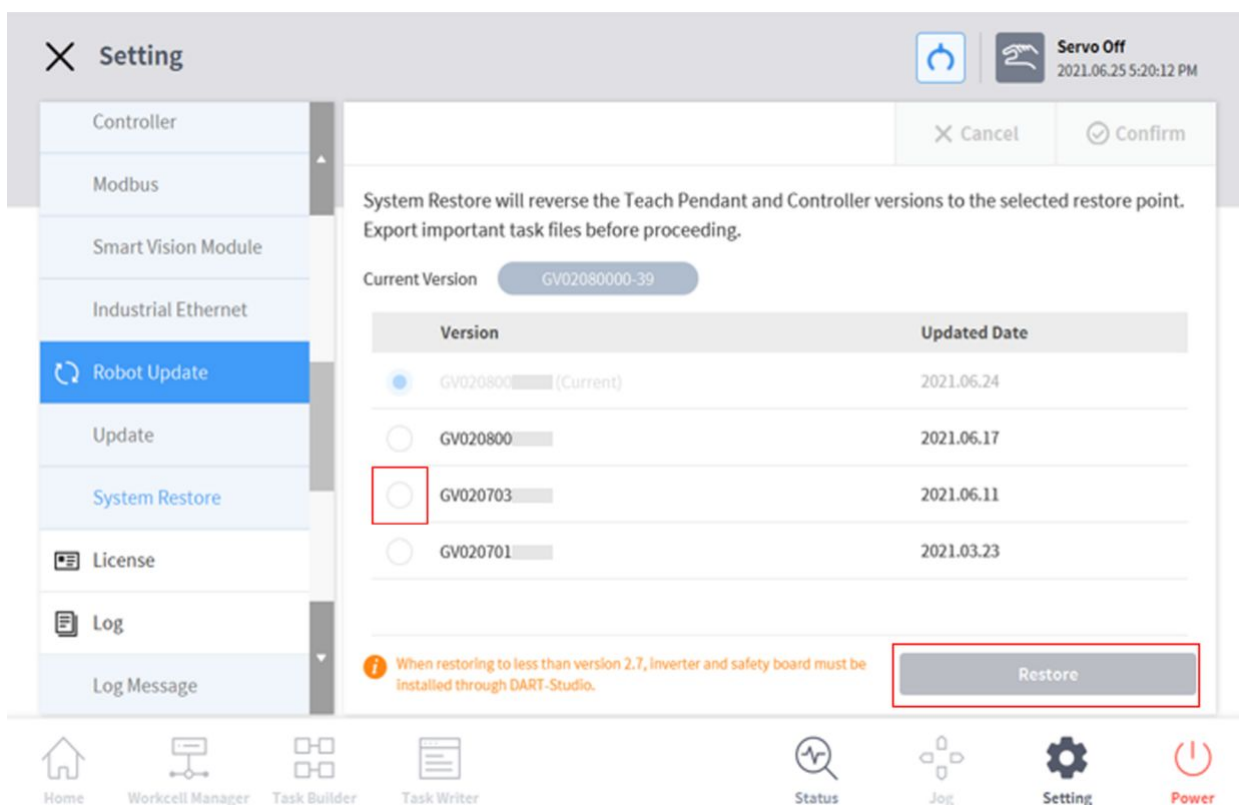 Setting
Servo Off
2021.06.25 5:20:12 PM
Controller
Modbus
Smart Vision Module
Industrial Ethernet
Robot Update
Update
System Restore
License
Log
Log Message
Cancel
Confirm
System Restore will reverse the Teach Pendant and Controller versions to the selected restore point.
Export important task files before proceeding.
Current Version GV02080000-39
Version Updated Date
GV020800 (Current) 2021.06.24
GV020800 2021.06.17
GV020703 2021.06.11
GV020701 2021.03.23
When restoring to less than version 2.7, inverter and safety board must be
installed through DART-Studio.
Restore
Home
Workcell Manager
Task Builder
Task Writer
Status
Jog
Setting
Power